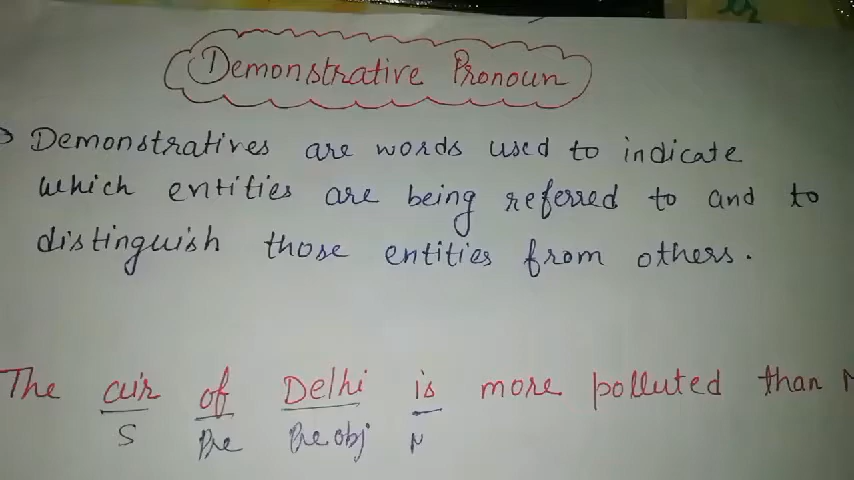 Demonstrative Pronoun
Demonstratives are words used to indicate
which entities are being referred to and to
distinguish those entities from others.
The air of Delhi is more polluted than
S Pre Pre obj